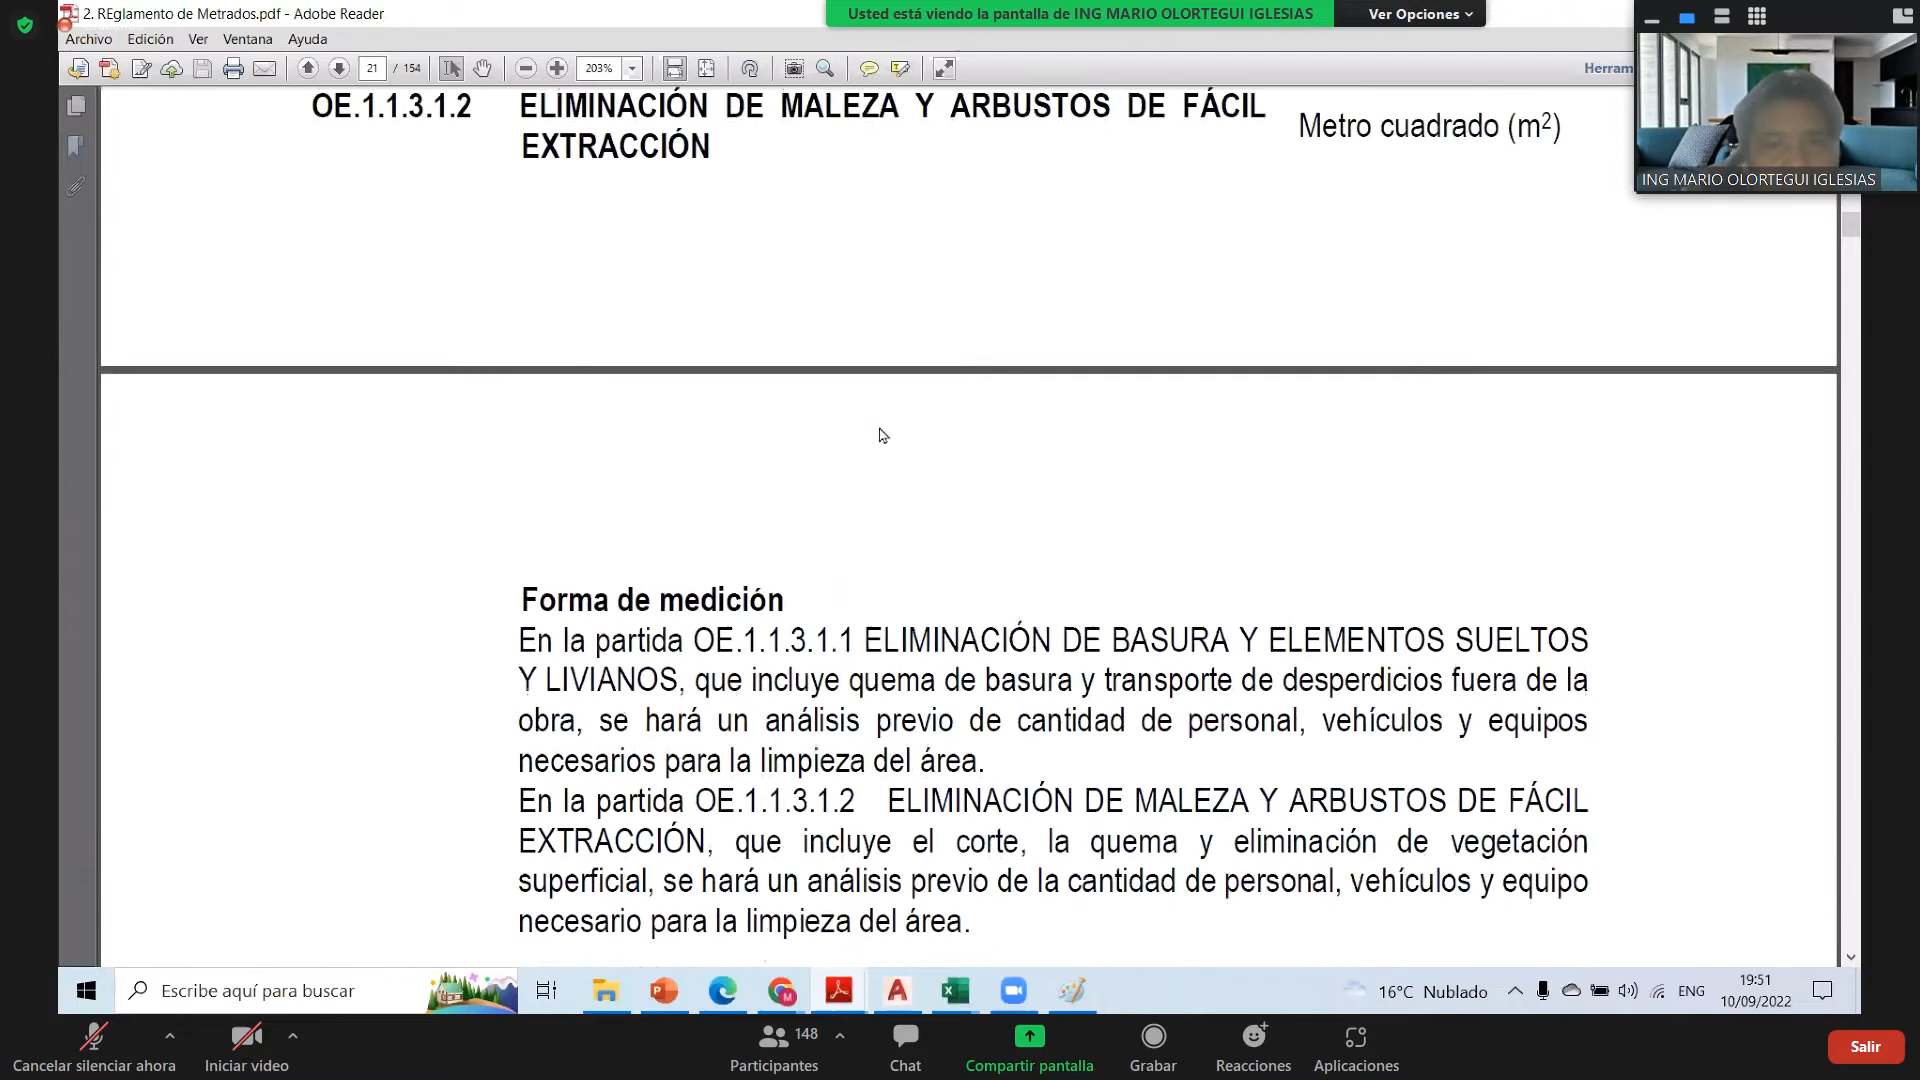 2. REglamento de Metrados.pdf - Adobe Reader
Usted está viendo la pantalla de ING MARIO OLORTEGUI IGLESIAS
Ver Opciones
Archivo Edición Ver Ventana Ayuda
21 / 154
203%
Herram
ING MARIO OLORTEGUI IGLESIAS
OE.1.1.3.1.2 ELIMINACIÓN DE MALEZA Y ARBUSTOS DE FÁCIL
EXTRACCIÓN
Metro cuadrado (m²)
Forma de medición
En la partida OE.1.1.3.1.1 ELIMINACIÓN DE BASURA Y ELEMENTOS SUELTOS
Y LIVIANOS, que incluye quema de basura y transporte de desperdicios fuera de la
obra, se hará un análisis previo de cantidad de personal, vehículos y equipos
necesarios para la limpieza del área.
En la partida OE.1.1.3.1.2 ELIMINACIÓN DE MALEZA Y ARBUSTOS DE FÁCIL
EXTRACCIÓN, que incluye el corte, la quema y eliminación de vegetación
superficial, se hará un análisis previo de la cantidad de personal, vehículos y equipo
necesario para la limpieza del área.
Escribe aquí para buscar
16°C Nublado
ENG
19:51
10/09/2022
Cancelar silenciar ahora
Iniciar video
148
Participantes
Chat
Compartir pantalla
Grabar
Reacciones
Aplicaciones
Salir